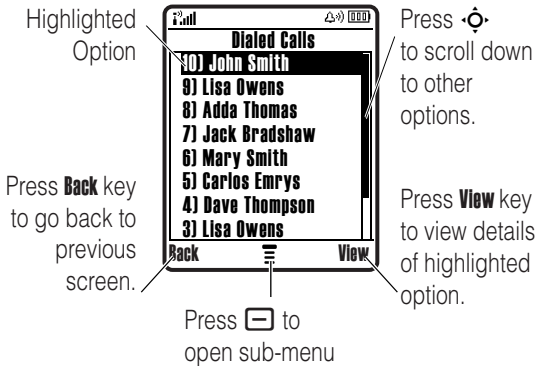 Highlighted
Option
Dialed Calls
10) John Smith
9) Lisa Owens
8) Adda Thomas
7) Jack Bradshaw
6) Mary Smith
5) Carlos Emrys
4) Dave Thompson
3) Lisa Owens
Back
View
Press
to scroll down
to other
options.
Press Back key
to go back to
previous
screen.
Press View key
to view details
of highlighted
option.
Press to
open sub-menu